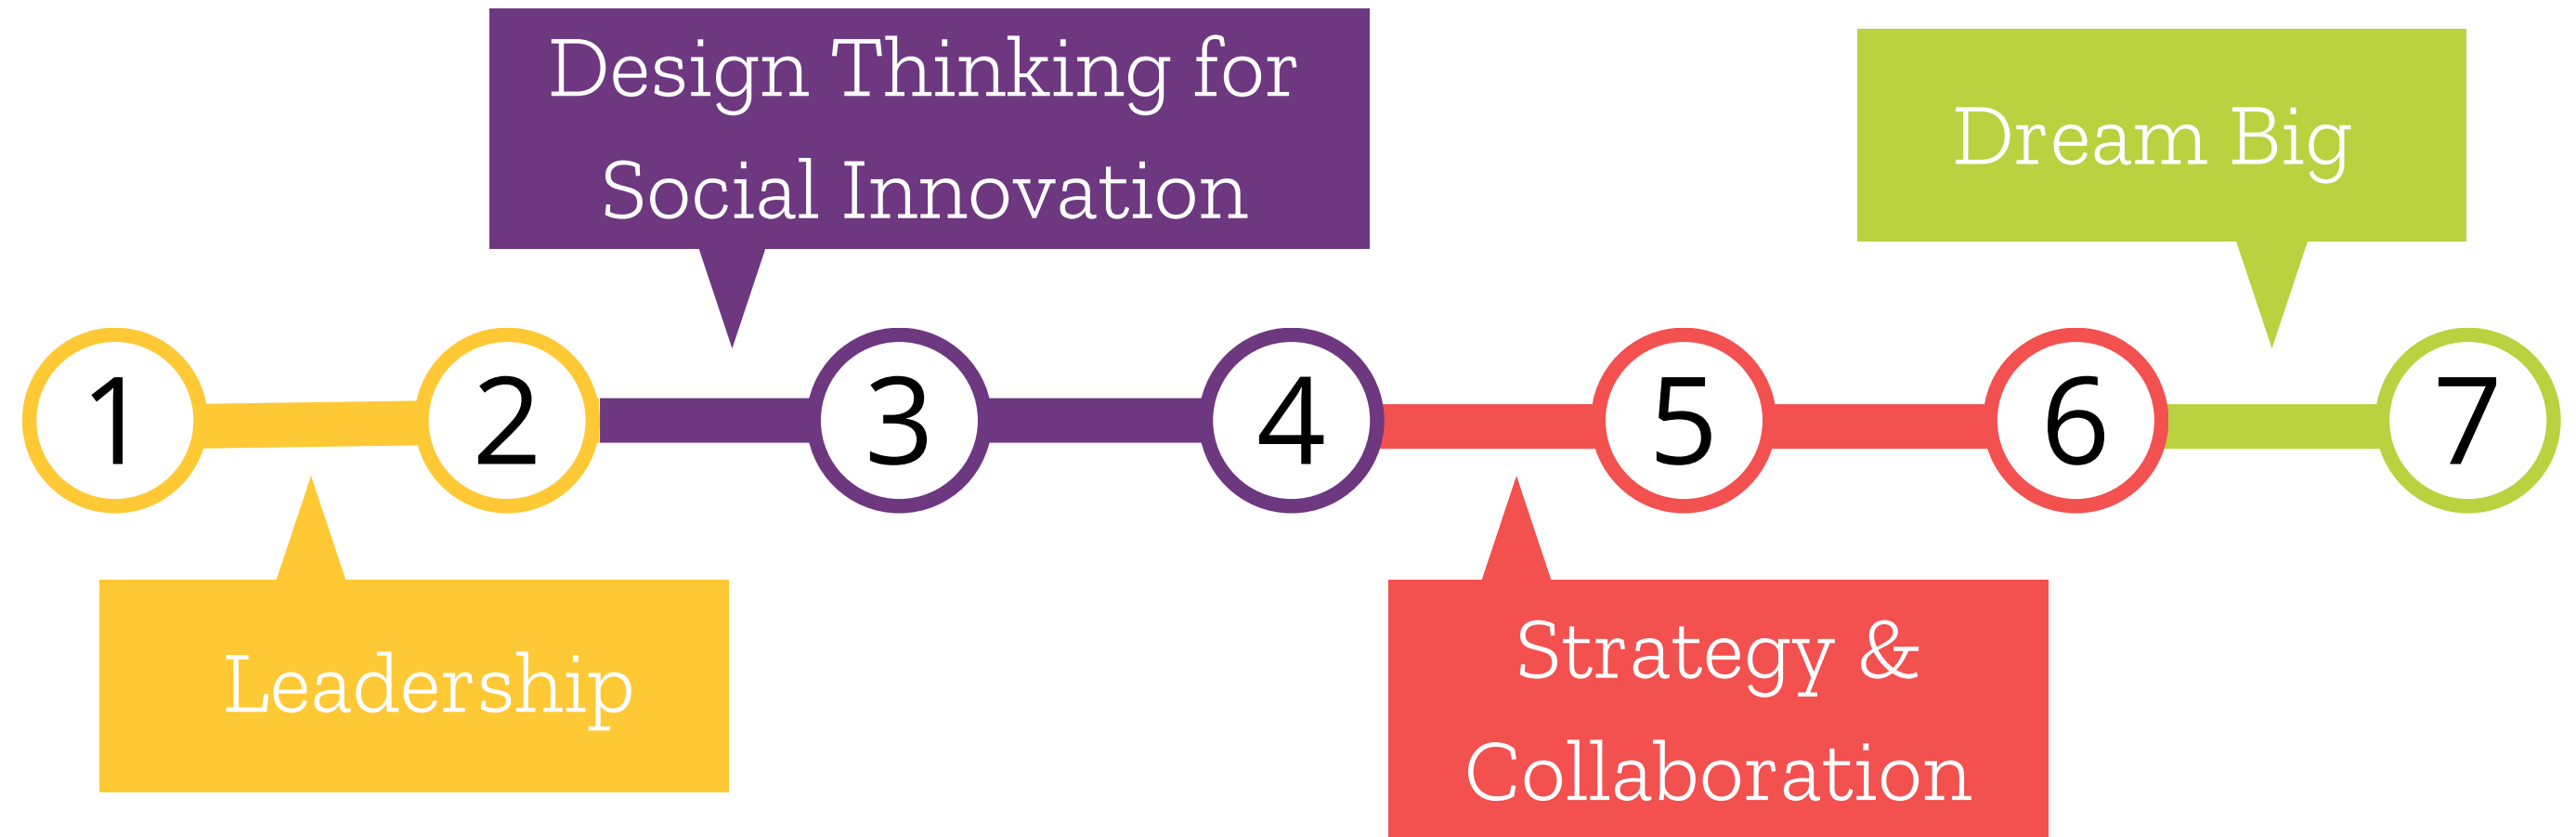 Design Thinking for
Social Innovation
Dream Big
1 2 3 4 5 6 7
Leadership
Strategy &
Collaboration